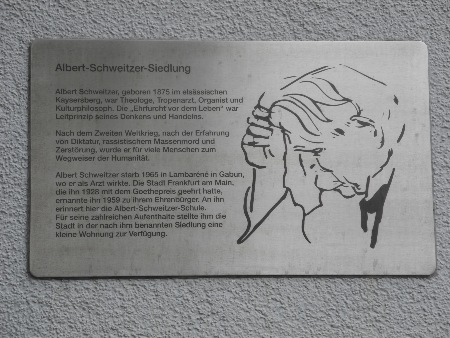 Albert-Schweitzer-Siedlung
Albert Schweitzer, geboren 1875 im elsässischen
Kaysersberg, war Theologe, Tropenarzt, Organist und
Kulturphilosoph. Die „Ehrfurcht vor dem Leben“ war
Leitprinzip seines Denkens und Handelns.
Nach dem Zweiten Weltkrieg, nach der Erfahrung
von Diktatur, rassistischem Massenmord und
Zerstörung, wurde er für viele Menschen zum
Wegweiser der Humanität.
Albert Schweitzer starb 1965 in Lambaréné in Gabun,
wo er als Arzt wirkte. Die Stadt Frankfurt am Main,
die ihn 1928 mit dem Goethepreis geehrt hatte,
ernannte ihn 1959 zu ihrem Ehrenbürger. An ihn
erinnert hier die Albert-Schweitzer-Schule.
Für seine zahlreichen Aufenthalte stellte ihm die
Stadt in der nach ihm benannten Siedlung eine
kleine Wohnung zur Verfügung.